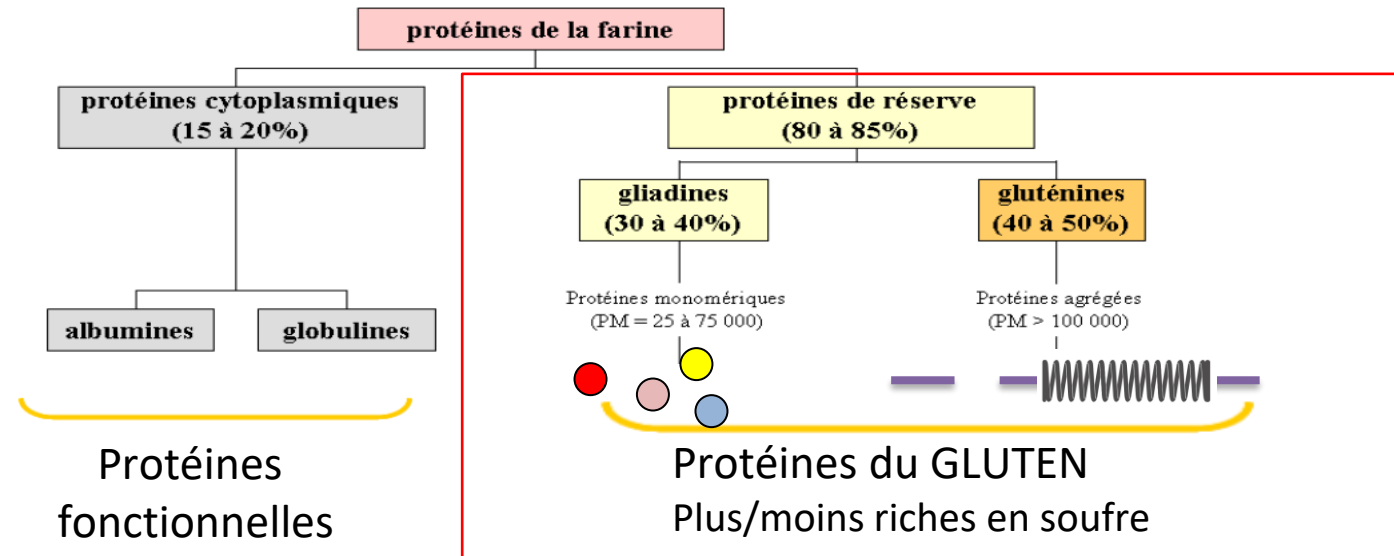 protéines de la farine
protéines cytoplasmiques
(15 à 20%)
protéines de réserve
(80 à 85%)
gliadines
(30 à 40%)
gluténines
(40 à 50%)
Protéines monomériques
(PM = 25 à 75 000)
Protéines agrégées
(PM > 100 000)
albumines
globulines
Protéines
fonctionnelles
Protéines du GLUTEN
Plus/moins riches en soufre